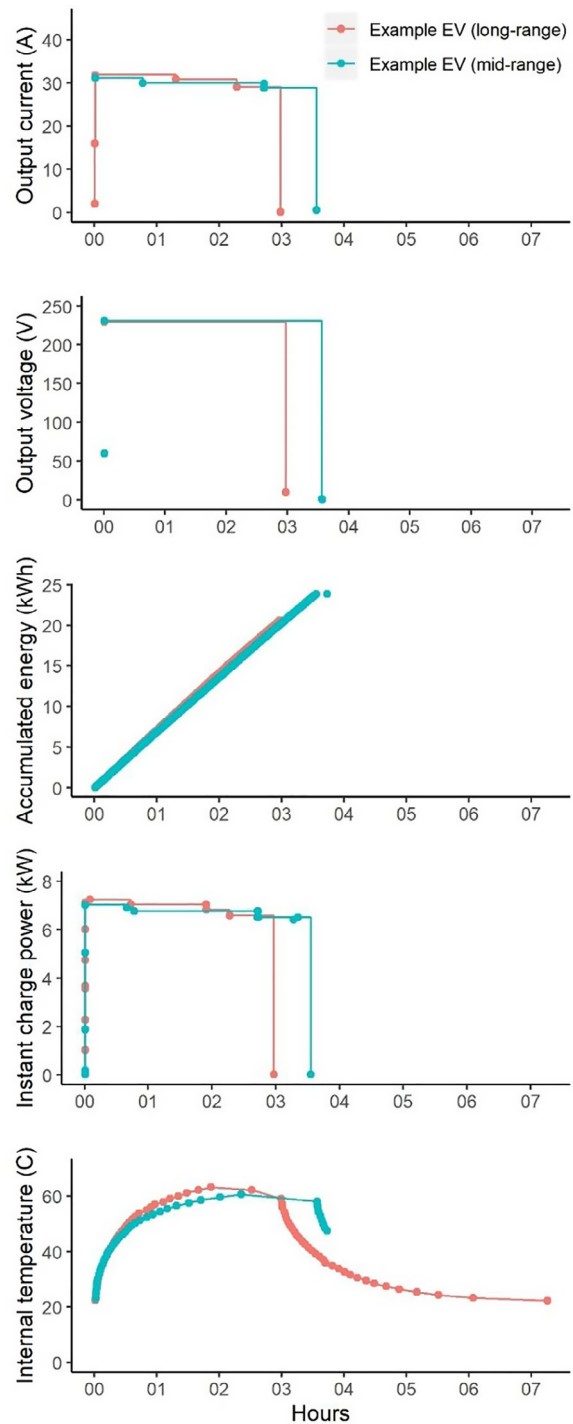 Output current (A)
40
30
20
10
0
Example EV (long-range)
Example EV (mid-range)
00 01 02 03 04 05 06 07
Output voltage (V)
250
200
150
100
50
0
00 01 02 03 04 05 06 07
Accumulated energy (kWh)
25
20
15
10
5
0
00 01 02 03 04 05 06 07
Instant charge power (kW)
8
6
4
2
0
00 01 02 03 04 05 06 07
Internal temperature (C)
60
40
20
0
00 01 02 03 04 05 06 07
Hours